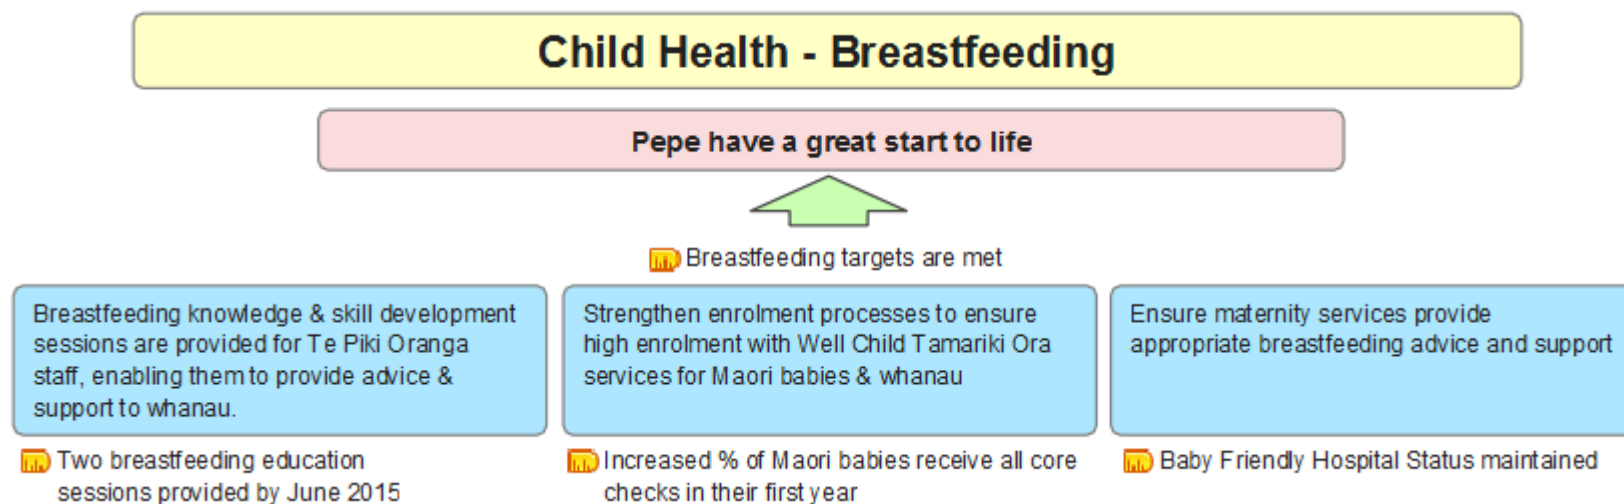 Child Health - Breastfeeding
Pepe have a great start to life
Breastfeeding targets are met
Breastfeeding knowledge & skill development
sessions are provided for Te Piki Oranga
staff, enabling them to provide advice &
support to whanau.
Strengthen enrolment processes to ensure
high enrolment with Well Child Tamariki Ora
services for Maori babies & whanau
Ensure maternity services provide
appropriate breastfeeding advice and support
Two breastfeeding education
sessions provided by June 2015
Increased % of Maori babies receive all core
checks in their first year
Baby Friendly Hospital Status maintained